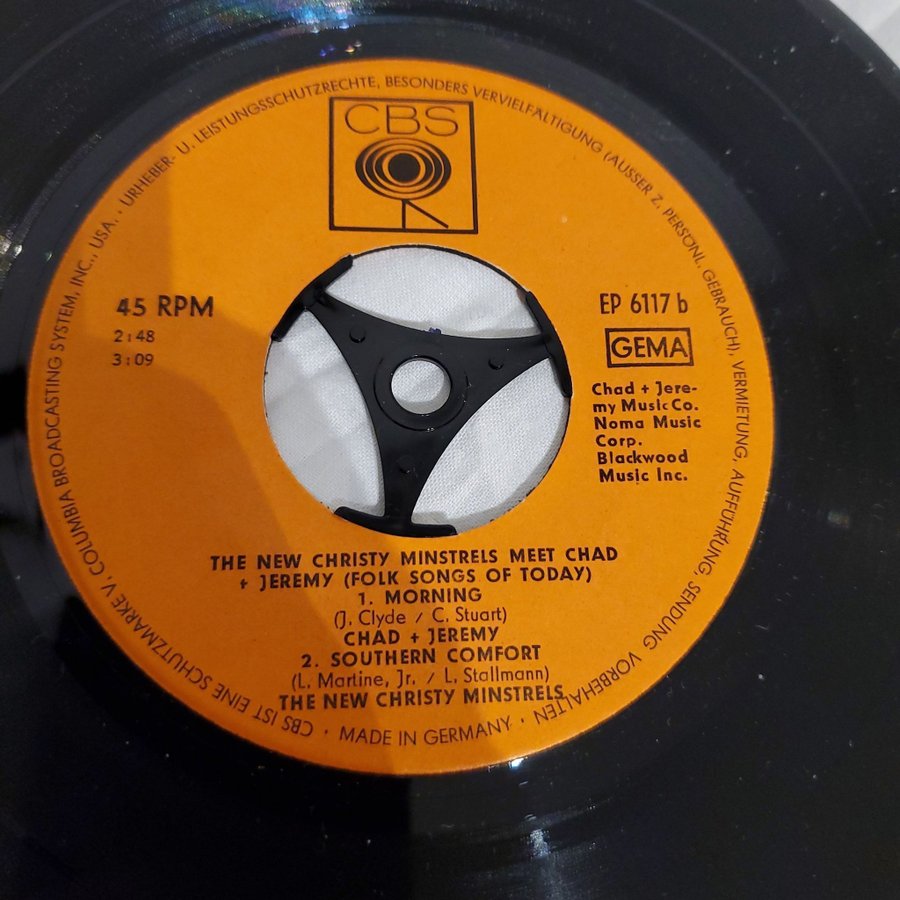 CBS
45 RPM
2:48
3:09
EP 6117 b
GEMA
Chad + Jere-
my Music Co.
Noma Music
Corp.
Blackwood
Music Inc.
THE NEW CHRISTY MINSTRELS MEET CHAD
+ JEREMY (FOLK SONGS OF TODAY)
1. MORNING
(J. Clyde / C. Stuart)
CHAD + JEREMY
2. SOUTHERN COMFORT
(L. Martine, Jr. / L. Stallmann)
THE NEW CHRISTY MINSTRELS
CBS IST EINE SCHUTZMARKE V. COLUMBIA BROADCASTING SYSTEM, INC., USA. · URHEBER- U. LEISTUNGSSCHUTZRECHTE, BESONDERS VERVIELFÄLTIGUNG (AUSSER Z. PERSÖNL. GEBRAUCH), VERMIETUNG, AUFFÜHRUNG, SENDUNG VORBEHALTEN · MADE IN GERMANY ·